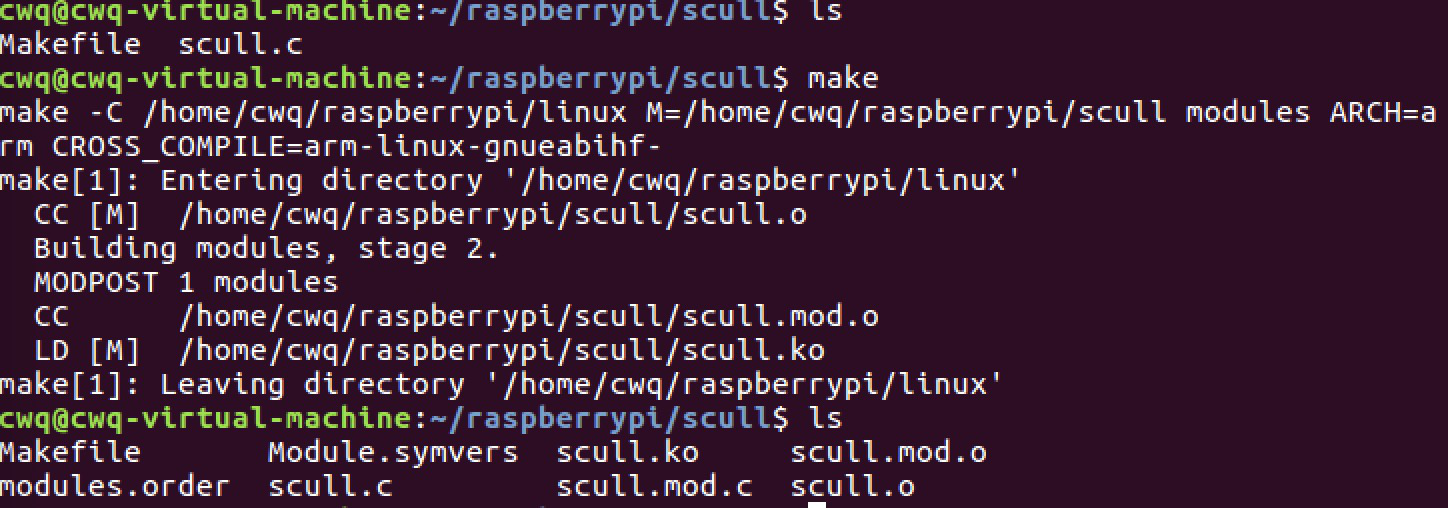 cwq@cwq-virtual-machine:~/raspberrypi/scull$ ls
Makefile  scull.c
cwq@cwq-virtual-machine:~/raspberrypi/scull$ make
make -C /home/cwq/raspberrypi/linux M=/home/cwq/raspberrypi/scull modules ARCH=a
rm CROSS_COMPILE=arm-linux-gnueabihf-
make[1]: Entering directory '/home/cwq/raspberrypi/linux'
  CC [M]  /home/cwq/raspberrypi/scull/scull.o
  Building modules, stage 2.
  MODPOST 1 modules
  CC      /home/cwq/raspberrypi/scull/scull.mod.o
  LD [M]  /home/cwq/raspberrypi/scull/scull.ko
make[1]: Leaving directory '/home/cwq/raspberrypi/linux'
cwq@cwq-virtual-machine:~/raspberrypi/scull$ ls
Makefile       Module.symvers  scull.ko     scull.mod.o
modules.order  scull.c         scull.mod.c  scull.o